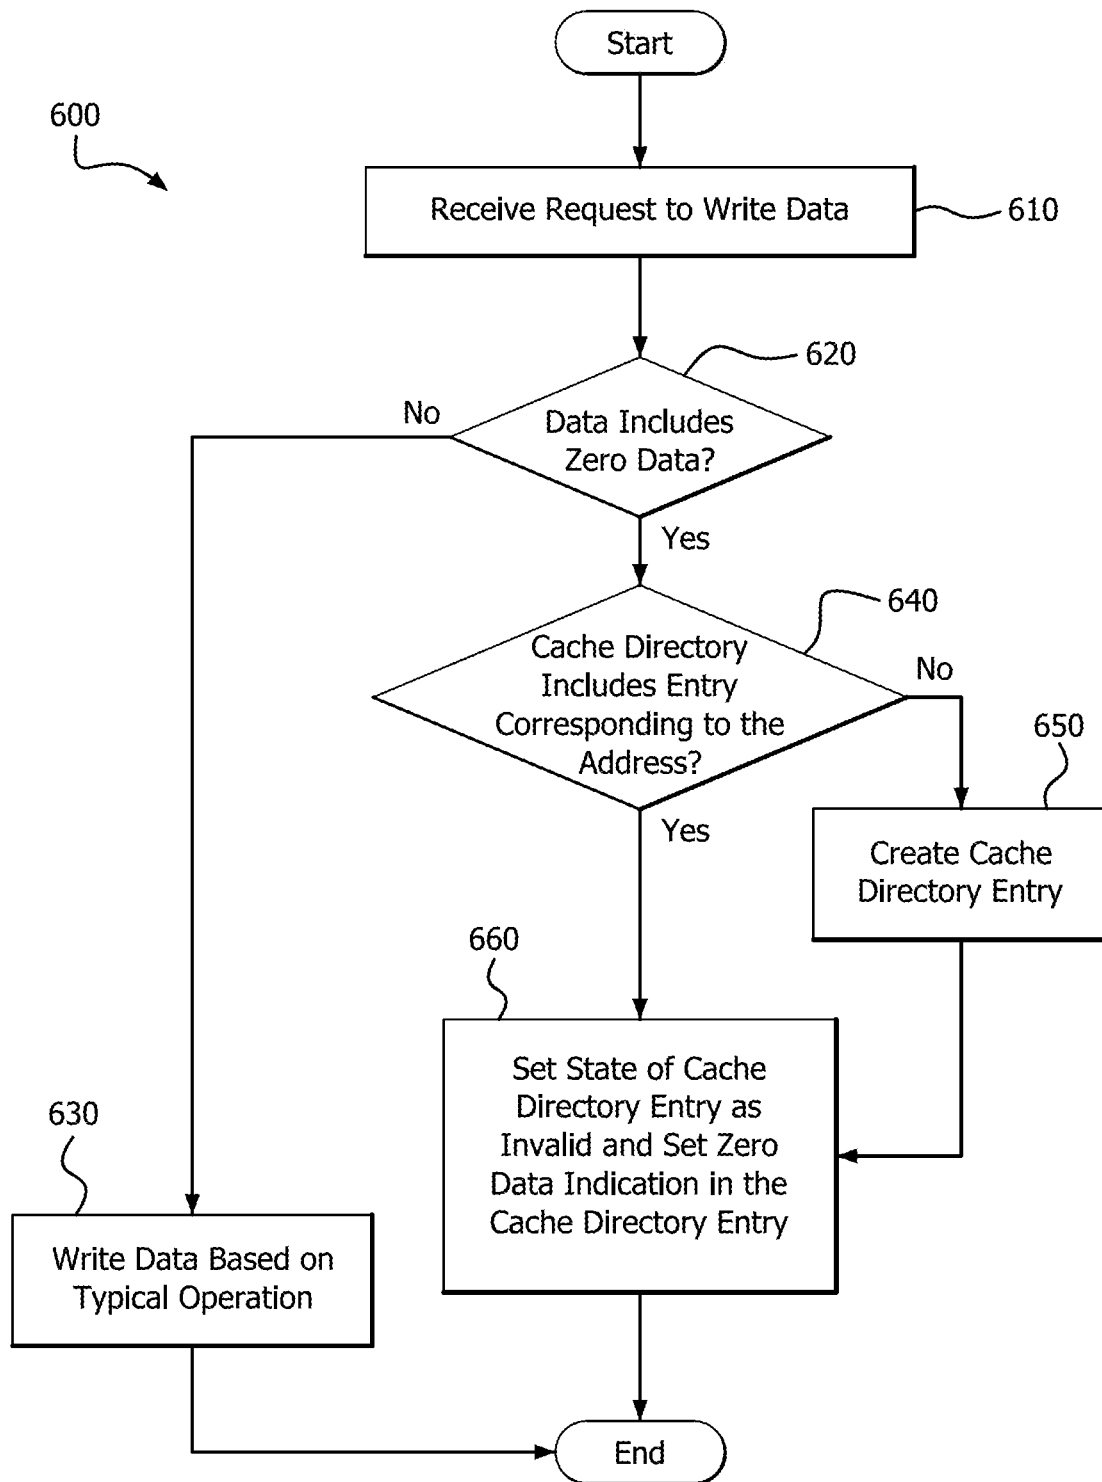 Start
600
Receive Request to Write Data
610
620
No
Data Includes
Zero Data?
Yes
640
Cache Directory
Includes Entry
Corresponding to the
Address?
No
650
Yes
Create Cache
Directory Entry
660
Set State of Cache
Directory Entry as
Invalid and Set Zero
Data Indication in the
Cache Directory Entry
630
Write Data Based on
Typical Operation
End